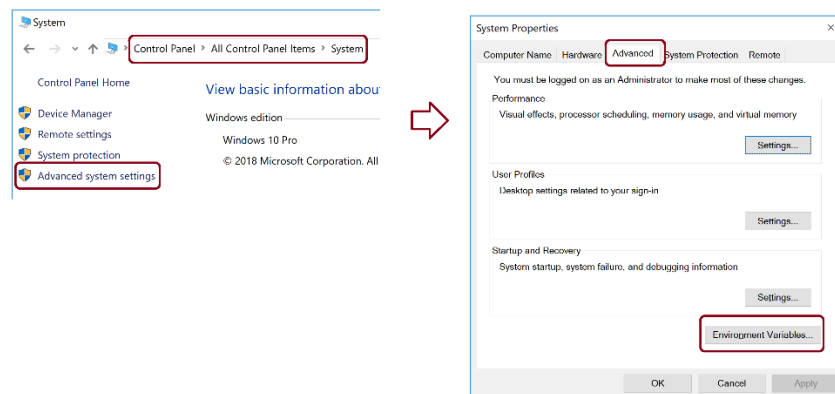 System
Control Panel > All Control Panel Items > System
Control Panel Home
View basic information abou
Device Manager
Windows edition
Remote settings
Windows 10 Pro
System protection
© 2018 Microsoft Corporation. All
Advanced system settings
System Properties
Computer Name Hardware Advanced System Protection Remote
You must be logged on as an Administrator to make most of these changes.
Performance
Visual effects, processor scheduling, memory usage, and virtual memory
Settings...
User Profiles
Desktop settings related to your sign-in
Settings...
Startup and Recovery
System startup, system failure, and debugging information
Settings...
Environment Variables...
OK Cancel Apply